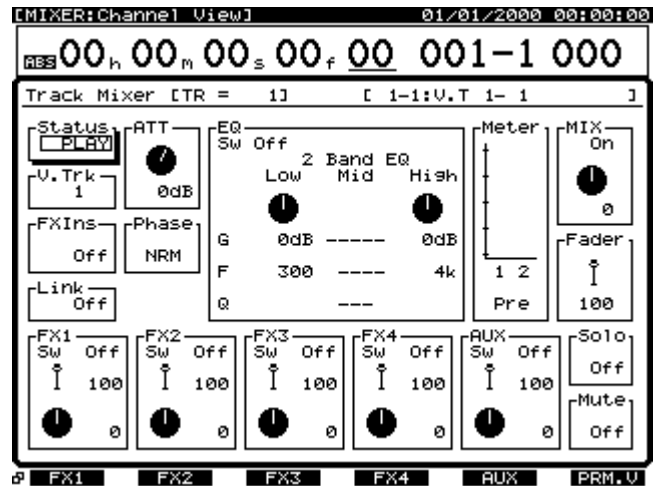 [MIXER:Channel View] 01/01/2000 00:00:00
ABS 00h 00m 00s 00f 00 001-1 000
Track Mixer [TR = 1] [ 1-1:V.T 1- 1 ]
Status ATT EQ Meter MIX
PLAY Sw Off On
2 Band EQ
V.Trk Low Mid High
1 0dB 0
FXIns Phase G 0dB ----- 0dB Fader
Off NRM F 300 ---- 4k 1 2
Link
Off Q --- Pre 100
FX1 FX2 FX3 FX4 AUX Solo
Sw Off Sw Off Sw Off Sw Off Sw Off Off
100 100 100 100 100
Mute
0 0 0 0 0 Off
FX1 FX2 FX3 FX4 AUX PRM.V